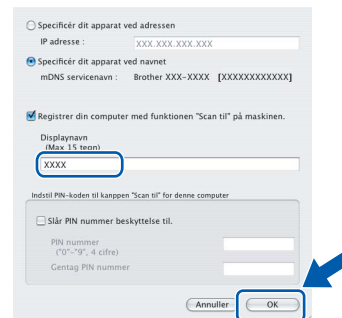 Specificér dit apparat ved adressen
IP adresse : XXX.XXX.XXX.XXX
Specificér dit apparat ved navnet
mDNS servicenavn : Brother XXX-XXXX [XXXXXXXXXXXX]
Registrer din computer med funktionen "Scan til" på maskinen.
Displaynavn
(Max 15 tegn)
XXXX
Indstil PIN-koden til kanppen "Scan til" for denne computer
Slår PIN nummer beskyttelse til.
PIN nummer
("0"-"9", 4 cifre)
Gentag PIN nummer
Annuller OK